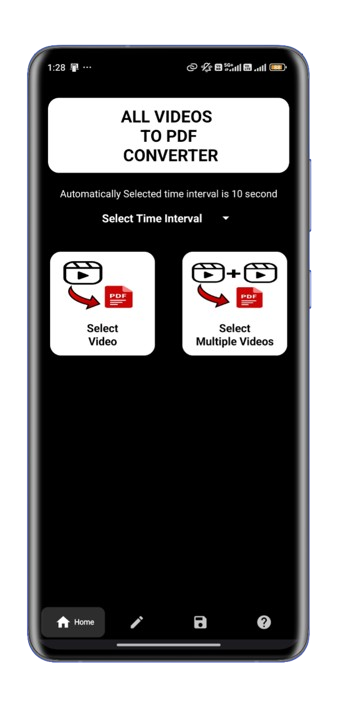 1:28
ALL VIDEOS
TO PDF
CONVERTER
Automatically Selected time interval is 10 second
Select Time Interval
PDF
PDF
Select
Video
Select
Multiple Videos
Home